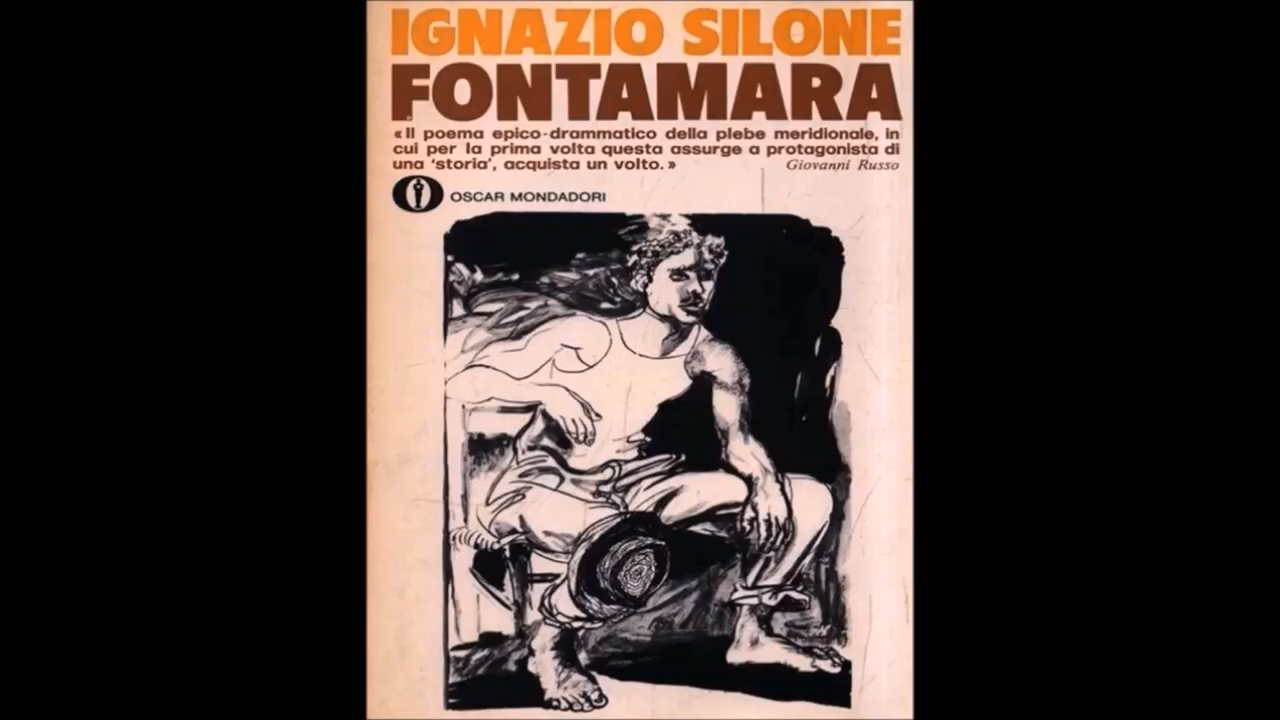 IGNAZIO SILONE
FONTAMARA
«Il poema epico-drammatico della plebe meridionale, in
cui per la prima volta questa assurge a protagonista di
una ‘storia’, acquista un volto.» Giovanni Russo
OSCAR MONDADORI